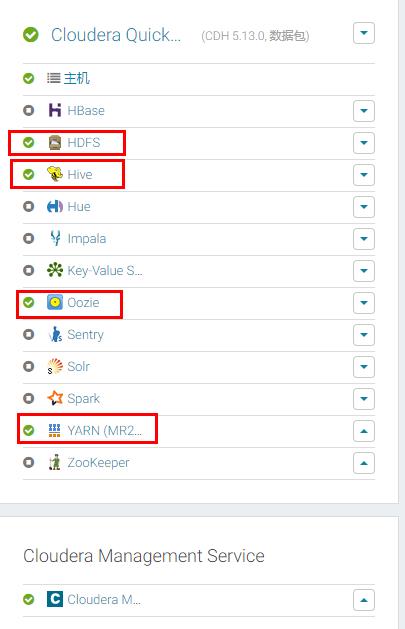 Cloudera Quick... (CDH 5.13.0, 数据包)
主机
HBase
HDFS
Hive
Hue
Impala
Key-Value S...
Oozie
Sentry
Solr
Spark
YARN (MR2...
ZooKeeper
Cloudera Management Service
Cloudera M...